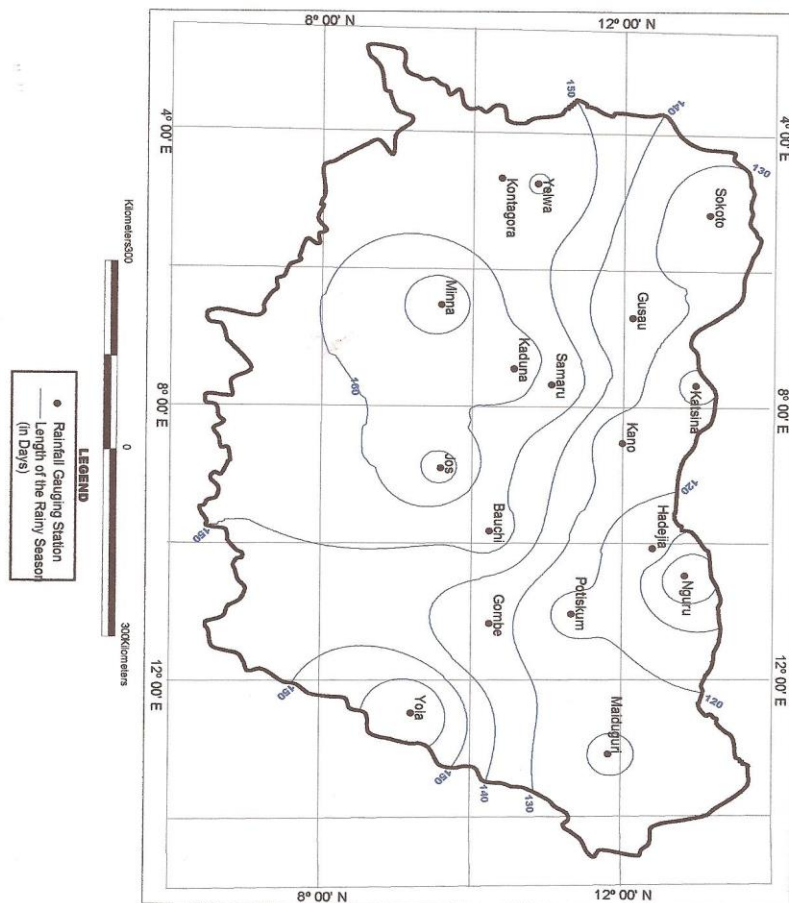 4° 00' E
8° 00' E
12° 00' E
130
Sokoto
Katsina
120
Nguru
120
Hadejia
12° 00' N
12° 00' N
140
Gusau
Kano
Maiduguri
150
Potiskum
Samaru
130
Yelwa
Kaduna
Bauchi
Gombe
140
Kontagora
150
Minna
Jos
Yola
160
150
8° 00' N
8° 00' N
150
4° 00' E
8° 00' E
12° 00' E
Kilometers300
0
300Kilometers
LEGEND
Rainfall Gauging Station
Length of the Rainy Season
(in Days)